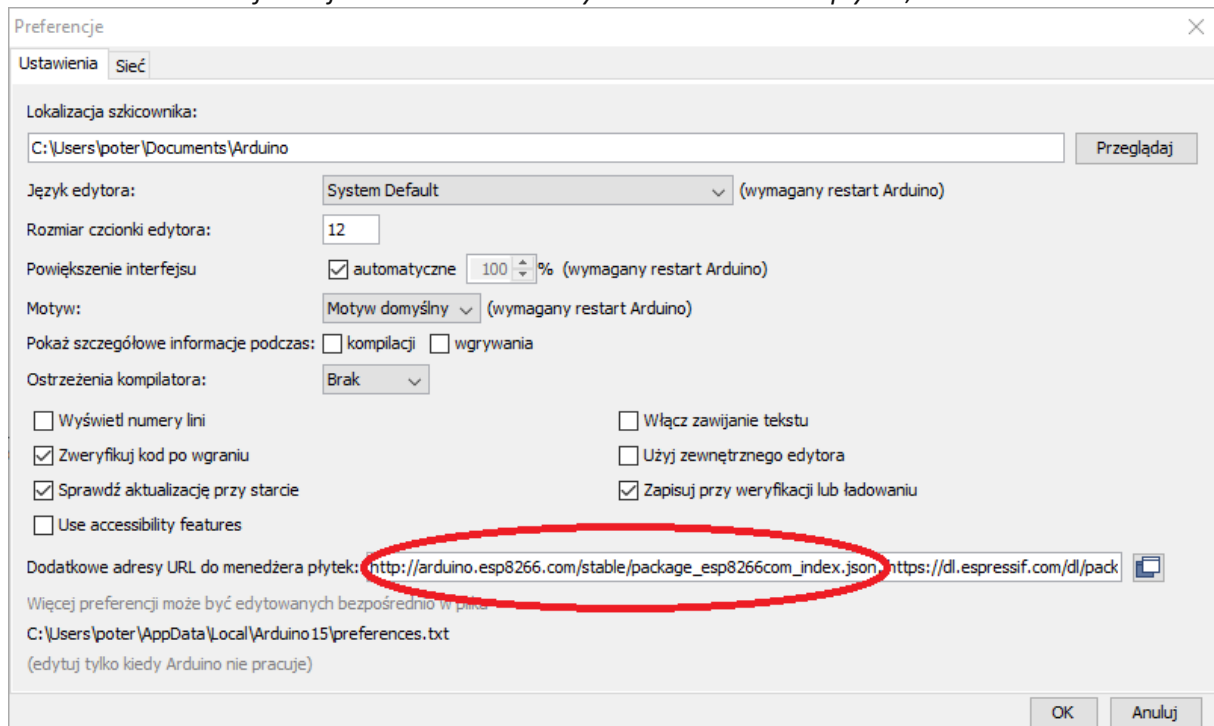 Preferencje
Ustawienia Sieć
Lokalizacja szkicownika:
C:\Users\poter\Documents\Arduino Przeglądaj
Język edytora: System Default (wymagany restart Arduino)
Rozmiar czcionki edytora: 12
Powiększenie interfejsu automatyczne 100 % (wymagany restart Arduino)
Motyw: Motyw domyślny (wymagany restart Arduino)
Pokaż szczegółowe informacje podczas: kompilacji wgrywania
Ostrzeżenia kompilatora: Brak
Wyświetl numery lini Włącz zawijanie tekstu
Zweryfikuj kod po wgraniu Użyj zewnętrznego edytora
Sprawdź aktualizację przy starcie Zapisuj przy weryfikacji lub ładowaniu
Use accessibility features
Dodatkowe adresy URL do menedżera płytek: http://arduino.esp8266.com/stable/package_esp8266com_index.json, https://dl.espressif.com/dl/pack
Więcej preferencji może być edytowanych bezpośrednio w pliku
C:\Users\poter\AppData\Local\Arduino15\preferences.txt
(edytuj tylko kiedy Arduino nie pracuje)
OK Anuluj